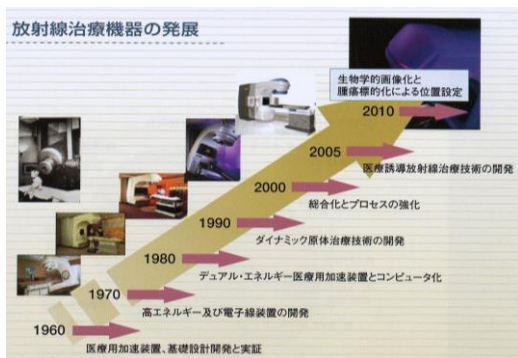 放射線治療機器の発展
生物学的画像化と
腫瘍標的化による位置設定
2010
2005
医療誘導放射線治療技術の開発
2000
総合化とプロセスの強化
1990
ダイナミック原体治療技術の開発
1980
デュアル・エネルギー医療用加速装置とコンピュータ化
1970
高エネルギー及び電子線装置の開発
1960
医療用加速装置、基礎設計開発と実証